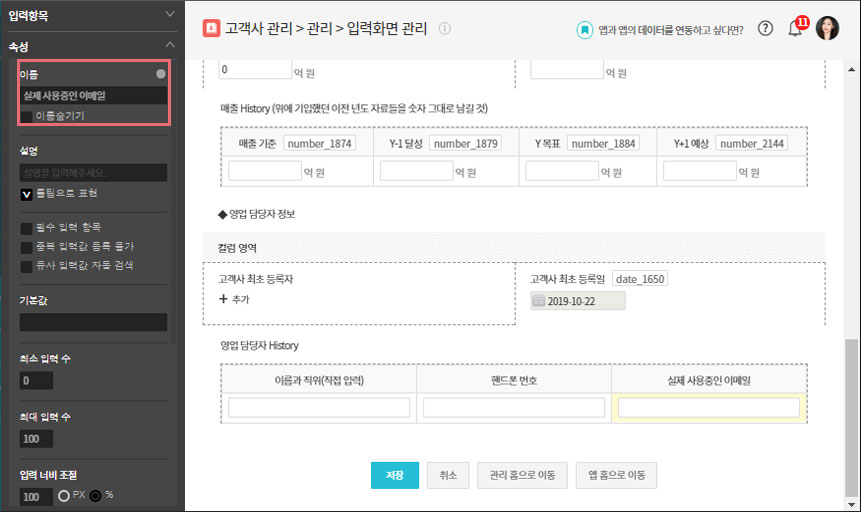 입력항목
속성
이름
실제 사용중인 이메일
이름숨기기
설명
설명을 입력해주세요.
툴팁으로 표현
필수 입력 항목
중복 입력값 등록 불가
유사 입력값 자동 검색
기본값
최소 입력 수
0
최대 입력 수
100
입력 너비 조절
100 PX %
고객사 관리 > 관리 > 입력화면 관리
앱과 앱의 데이터를 연동하고 싶다면?
11
0 억 원
억 원
매출 History (위에 기입했던 이전 년도 자료들을 숫자 그대로 남길 것)
매출 기준 number_1874 Y-1 달성 number_1879 Y 목표 number_1884 Y+1 예상 number_2144
억 원 억 원 억 원 억 원
◆ 영업 담당자 정보
컬럼 영역
고객사 최초 등록자
+ 추가
고객사 최초 등록일 date_1650
2019-10-22
영업 담당자 History
이름과 직위(직접 입력) 핸드폰 번호 실제 사용중인 이메일
저장 취소 관리 홈으로 이동 앱 홈으로 이동